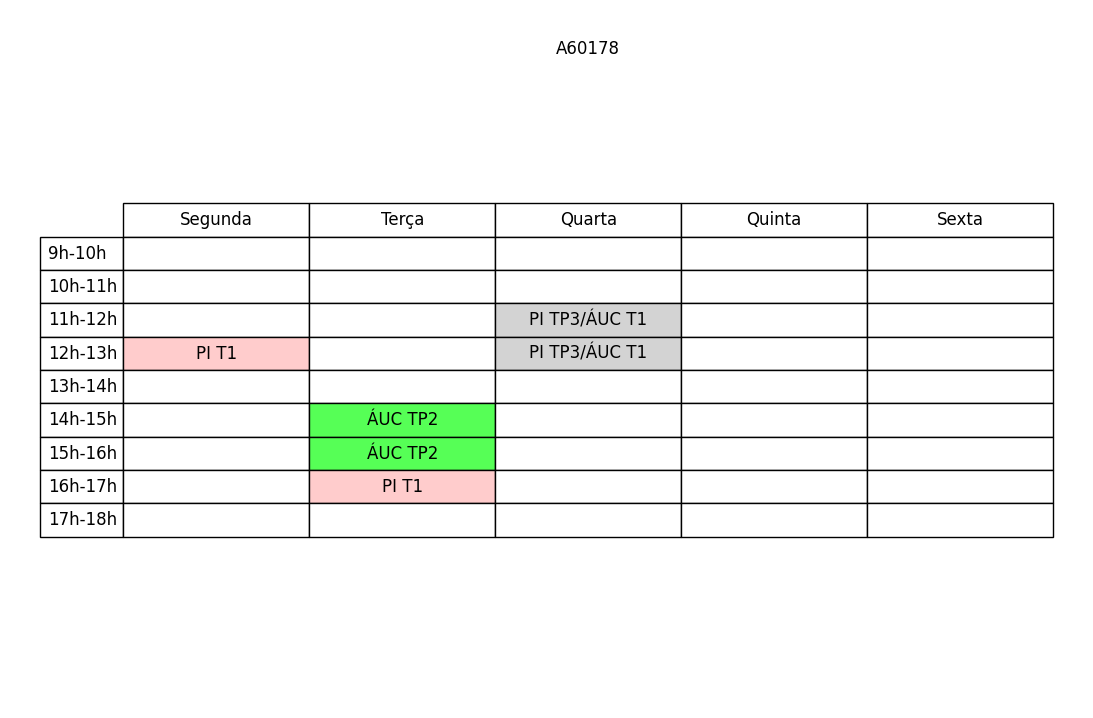 A60178
Segunda Terça Quarta Quinta Sexta
9h-10h
10h-11h
11h-12h PI TP3/ÁUC T1
12h-13h PI T1 PI TP3/ÁUC T1
13h-14h
14h-15h ÁUC TP2
15h-16h ÁUC TP2
16h-17h PI T1
17h-18h